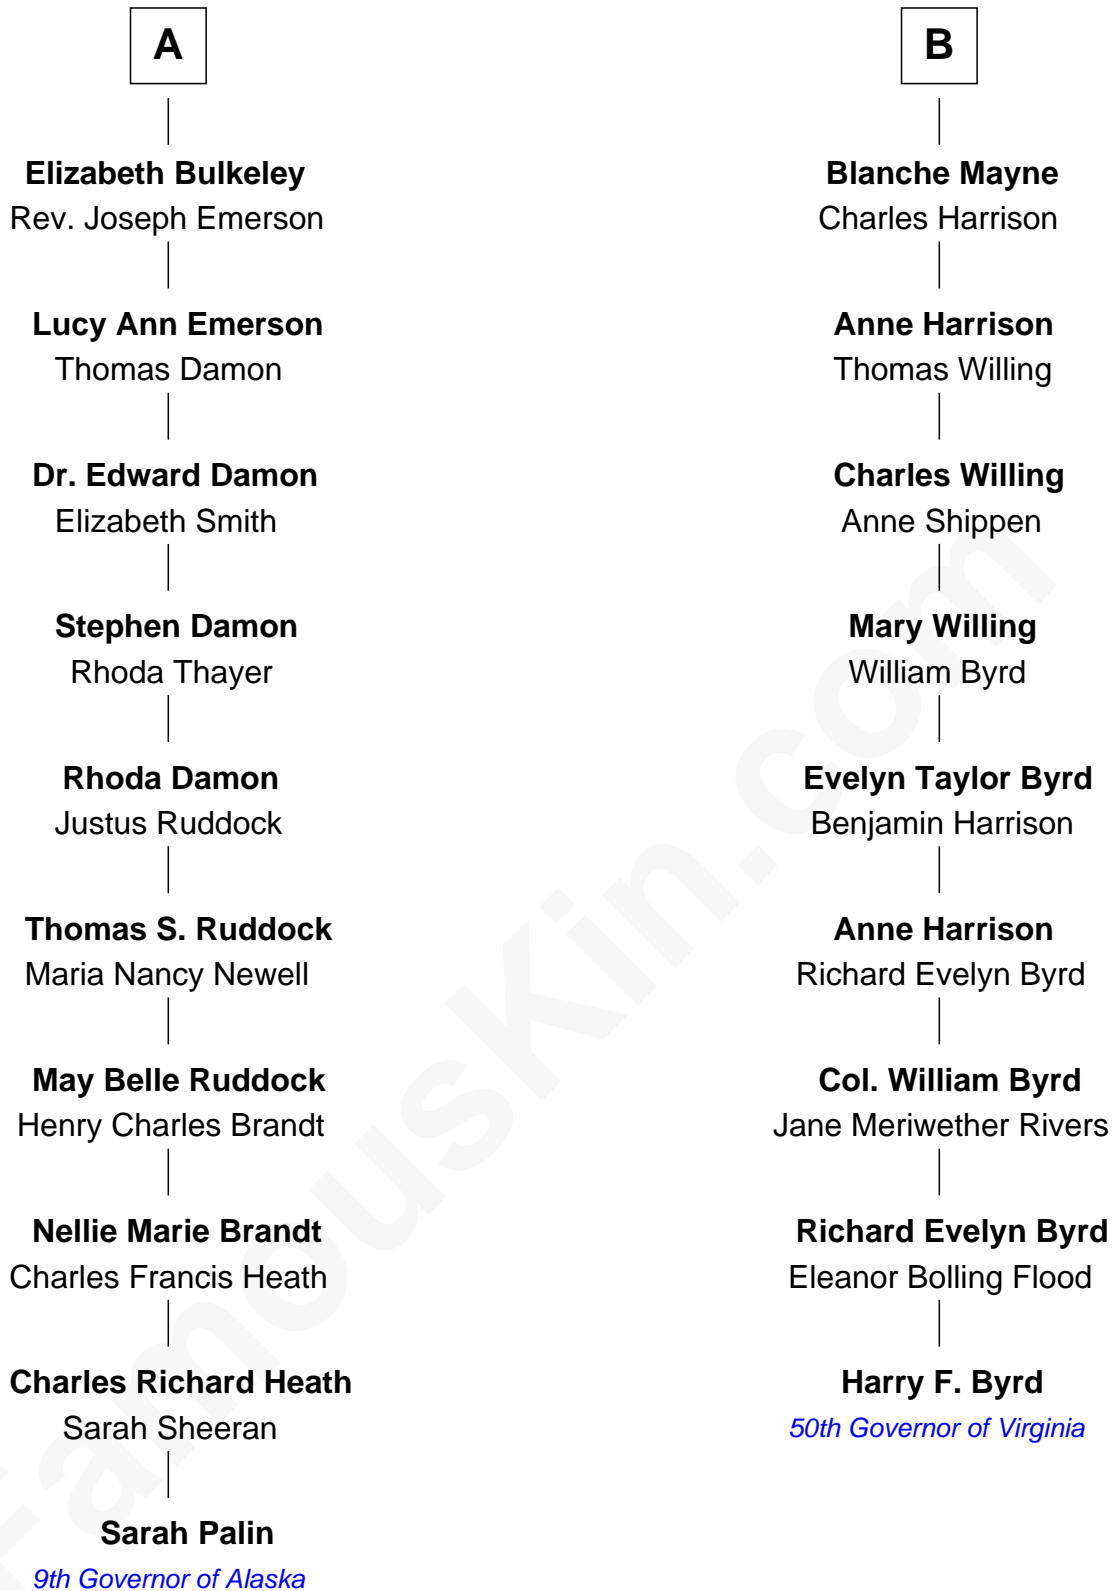 A
Elizabeth Bulkeley
Rev. Joseph Emerson
Lucy Ann Emerson
Thomas Damon
Dr. Edward Damon
Elizabeth Smith
Stephen Damon
Rhoda Thayer
Rhoda Damon
Justus Ruddock
Thomas S. Ruddock
Maria Nancy Newell
May Belle Ruddock
Henry Charles Brandt
Nellie Marie Brandt
Charles Francis Heath
Charles Richard Heath
Sarah Sheeran
Sarah Palin
9th Governor of Alaska
B
Blanche Mayne
Charles Harrison
Anne Harrison
Thomas Willing
Charles Willing
Anne Shippen
Mary Willing
William Byrd
Evelyn Taylor Byrd
Benjamin Harrison
Anne Harrison
Richard Evelyn Byrd
Col. William Byrd
Jane Meriwether Rivers
Richard Evelyn Byrd
Eleanor Bolling Flood
Harry F. Byrd
50th Governor of Virginia
FamousKin.com